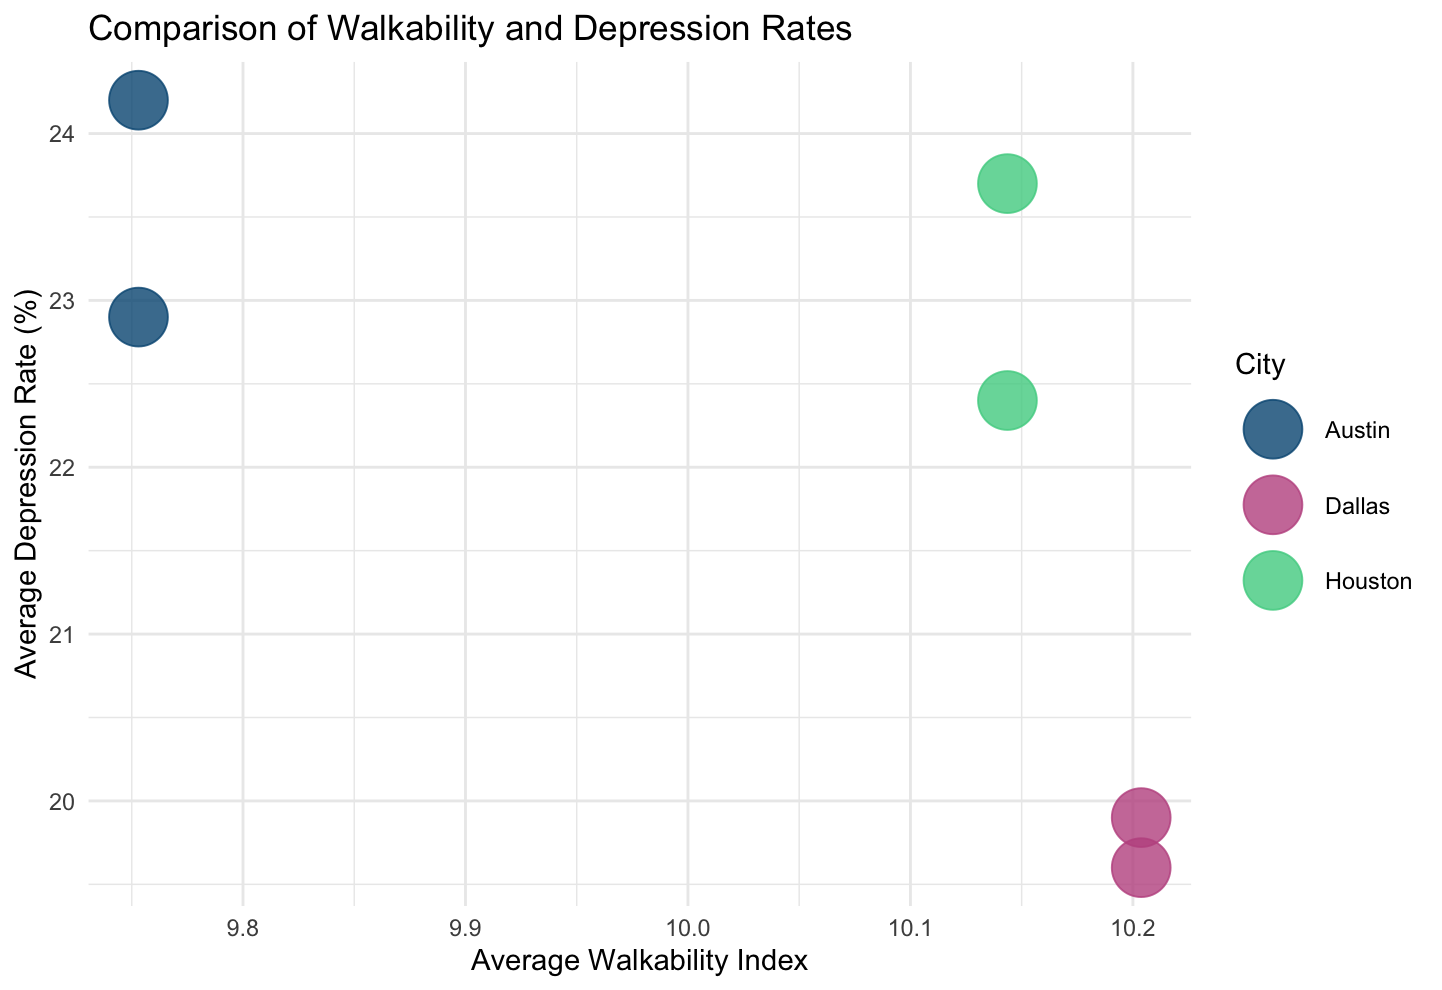 Comparison of Walkability and Depression Rates
24
23
22
21
20
Average Depression Rate (%)
9.8 9.9 10.0 10.1 10.2
Average Walkability Index
City
Austin
Dallas
Houston